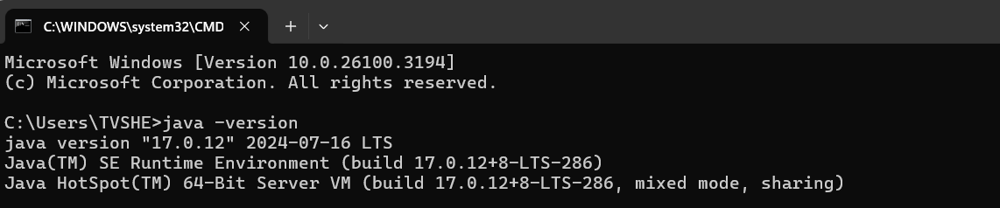 C:\WINDOWS\system32\CMD
Microsoft Windows [Version 10.0.26100.3194]
(c) Microsoft Corporation. All rights reserved.
C:\Users\TVSHE>java -version
java version "17.0.12" 2024-07-16 LTS
Java(TM) SE Runtime Environment (build 17.0.12+8-LTS-286)
Java HotSpot(TM) 64-Bit Server VM (build 17.0.12+8-LTS-286, mixed mode, sharing)